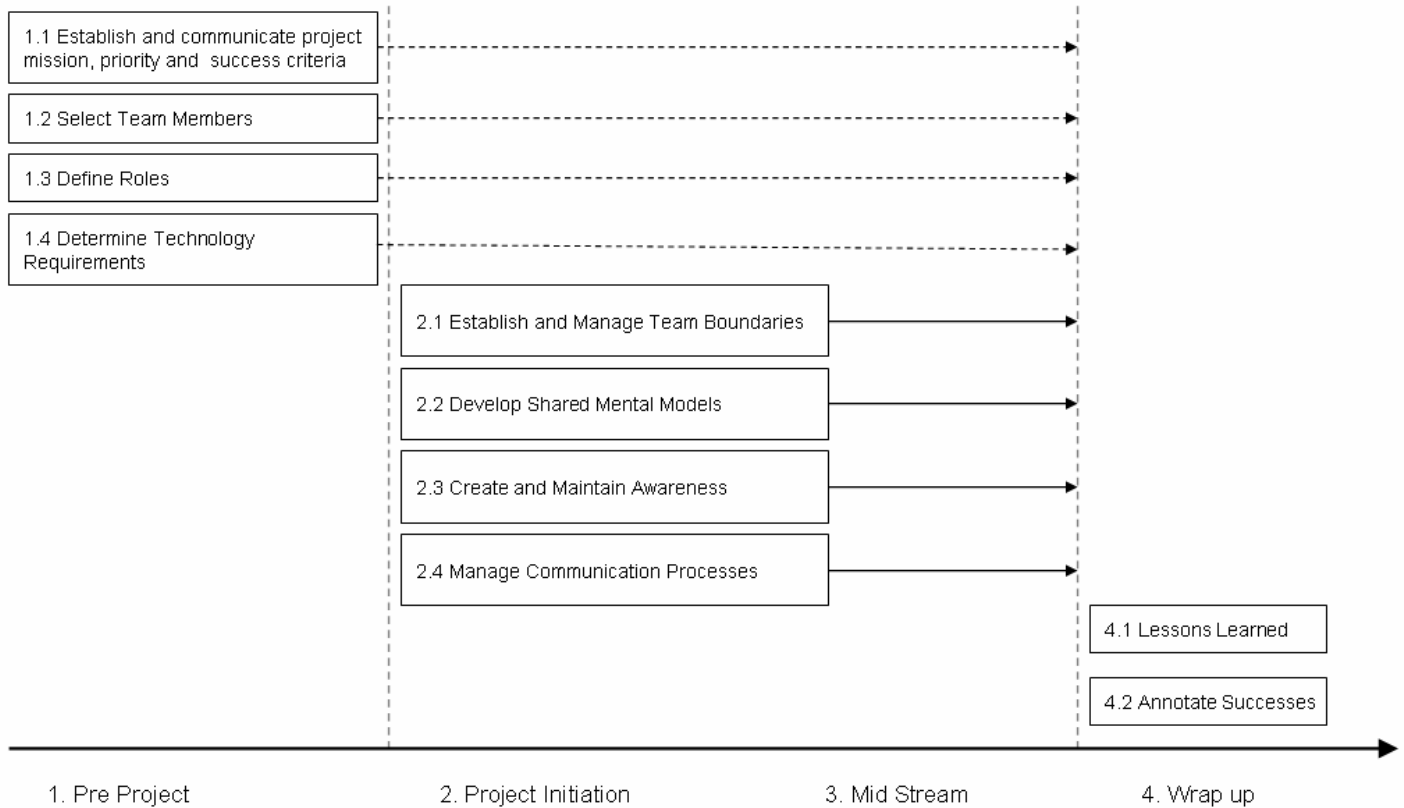 1.1 Establish and communicate project
mission, priority and success criteria
1.2 Select Team Members
1.3 Define Roles
1.4 Determine Technology
Requirements
2.1 Establish and Manage Team Boundaries
2.2 Develop Shared Mental Models
2.3 Create and Maintain Awareness
2.4 Manage Communication Processes
4.1 Lessons Learned
4.2 Annotate Successes
1. Pre Project
2. Project Initiation
3. Mid Stream
4. Wrap up